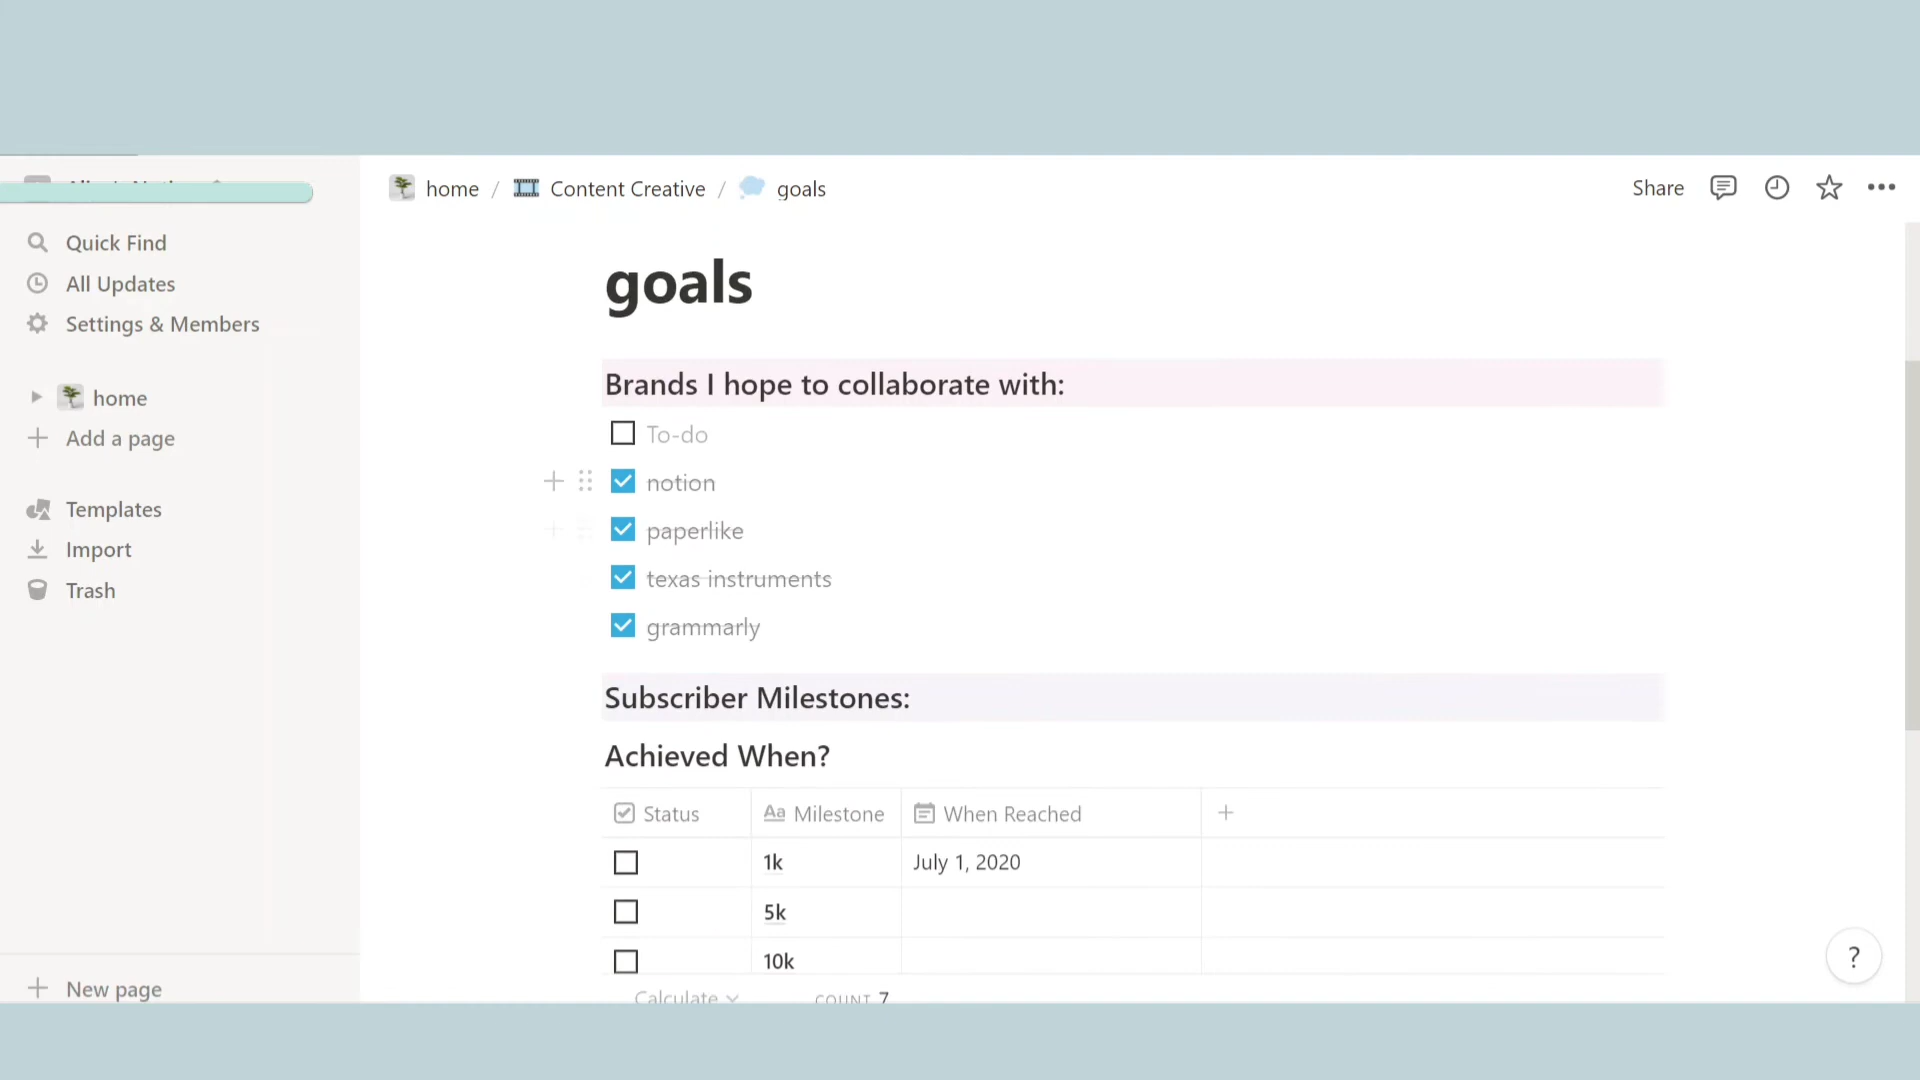 home / Content Creative / goals
Share
Quick Find
All Updates
Settings & Members
home
Add a page
Templates
Import
Trash
New page
goals
Brands I hope to collaborate with:
To-do
notion
paperlike
texas instruments
grammarly
Subscriber Milestones:
Achieved When?
Status Aa Milestone When Reached
1k July 1, 2020
5k
10k
Calculate COUNT 7
?